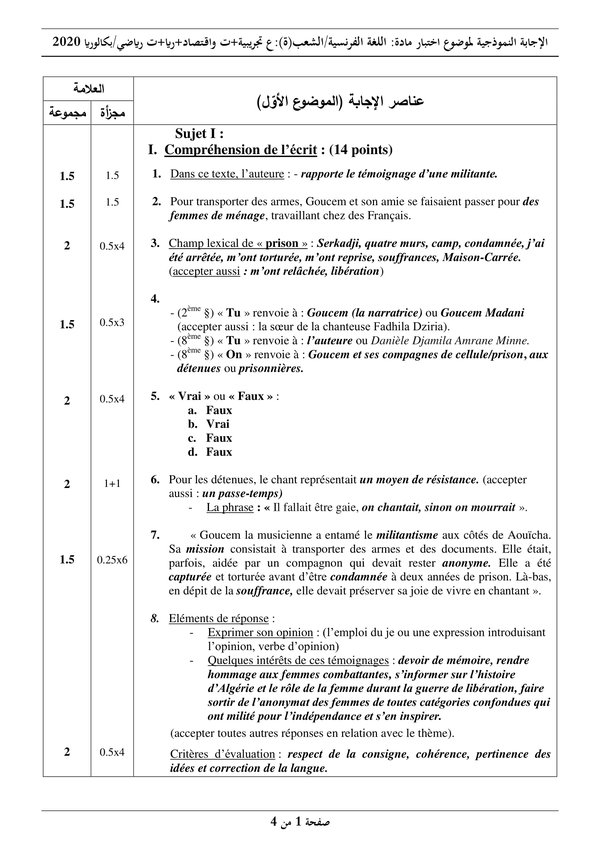 الإجابة النموذجية لموضوع اختبار مادة: اللغة الفرنسية/الشعب(ة): ع تجريبية+ت واقتصاد+ريا+ت رياضي/بكالوريا 2020
العلامة
عناصر الإجابة (الموضوع الأوّل)
مجموعة مجزأة
Sujet I :
I. Compréhension de l’écrit : (14 points)
1.5 1.5 1. Dans ce texte, l’auteure : - rapporte le témoignage d’une militante.
1.5 1.5 2. Pour transporter des armes, Goucem et son amie se faisaient passer pour des
femmes de ménage, travaillant chez des Français.
2 0.5x4 3. Champ lexical de « prison » : Serkadji, quatre murs, camp, condamnée, j’ai
été arrêtée, m’ont torturée, m’ont reprise, souffrances, Maison-Carrée.
(accepter aussi : m’ont relâchée, libération)
4.
- (2ème §) « Tu » renvoie à : Goucem (la narratrice) ou Goucem Madani
1.5 0.5x3 (accepter aussi : la sœur de la chanteuse Fadhila Dziria).
- (8ème §) « Tu » renvoie à : l’auteure ou Danièle Djamila Amrane Minne.
- (8ème §) « On » renvoie à : Goucem et ses compagnes de cellule/prison, aux
détenues ou prisonnières.
2 0.5x4 5. « Vrai » ou « Faux » :
a. Faux
b. Vrai
c. Faux
d. Faux
2 1+1 6. Pour les détenues, le chant représentait un moyen de résistance. (accepter
aussi : un passe-temps)
- La phrase : « Il fallait être gaie, on chantait, sinon on mourrait ».
7. « Goucem la musicienne a entamé le militantisme aux côtés de Aouïcha.
Sa mission consistait à transporter des armes et des documents. Elle était,
1.5 0.25x6 parfois, aidée par un compagnon qui devait rester anonyme. Elle a été
capturée et torturée avant d’être condamnée à deux années de prison. Là-bas,
en dépit de la souffrance, elle devait préserver sa joie de vivre en chantant ».
8. Eléments de réponse :
- Exprimer son opinion : (l’emploi du je ou une expression introduisant
l’opinion, verbe d’opinion)
- Quelques intérêts de ces témoignages : devoir de mémoire, rendre
hommage aux femmes combattantes, s’informer sur l’histoire
d’Algérie et le rôle de la femme durant la guerre de libération, faire
sortir de l’anonymat des femmes de toutes catégories confondues qui
ont milité pour l’indépendance et s’en inspirer.
(accepter toutes autres réponses en relation avec le thème).
2 0.5x4 Critères d’évaluation : respect de la consigne, cohérence, pertinence des
idées et correction de la langue.
صفحة 1 من 4